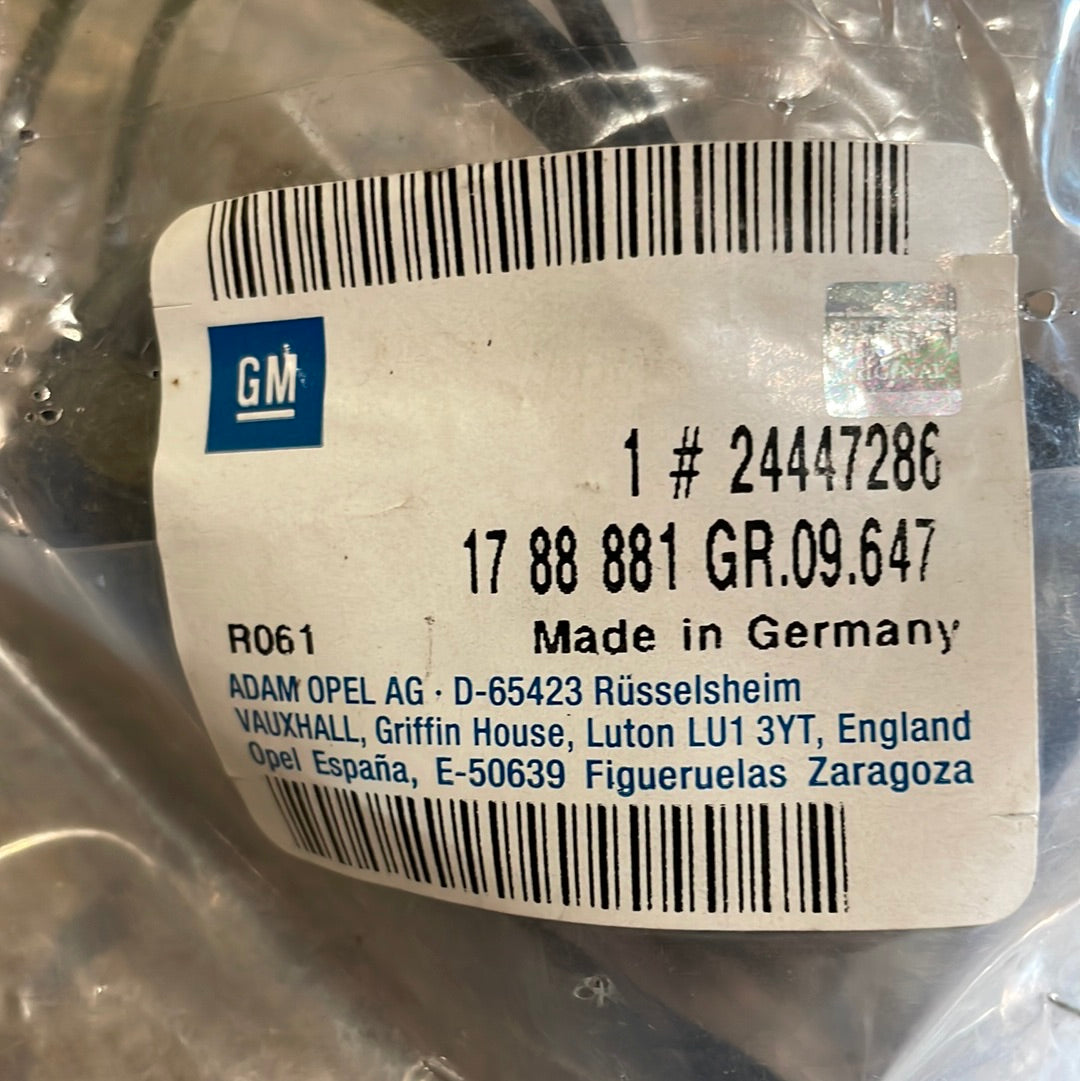 GM
ORIGINAL
1 # 24447286
17 88 881 GR.09.647
R061 Made in Germany
ADAM OPEL AG · D-65423 Rüsselsheim
VAUXHALL, Griffin House, Luton LU1 3YT, England
Opel España, E-50639 Figueruelas Zaragoza